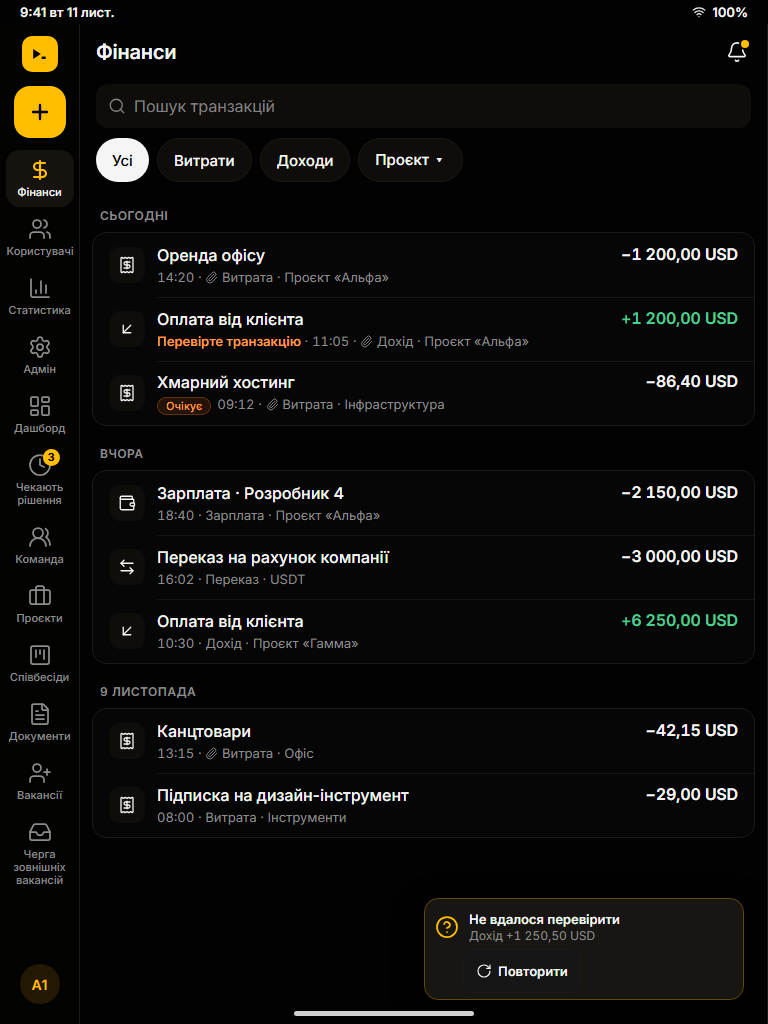 9:41 вт 11 лист.
100%
Фінанси
Користувачі
Статистика
Адмін
Дашборд
3
Чекають
рішення
Команда
Проєкти
Співбесіди
Документи
Вакансії
Черга
зовнішніх
вакансій
A1
Фінанси
Пошук транзакцій
Усі
Витрати
Доходи
Проєкт
СЬОГОДНІ
Оренда офісу
−1 200,00 USD
14:20 · Витрата · Проєкт «Альфа»
Оплата від клієнта
+1 200,00 USD
Перевірте транзакцію · 11:05 · Дохід · Проєкт «Альфа»
Хмарний хостинг
−86,40 USD
Очікує 09:12 · Витрата · Інфраструктура
ВЧОРА
Зарплата · Розробник 4
−2 150,00 USD
18:40 · Зарплата · Проєкт «Альфа»
Переказ на рахунок компанії
−3 000,00 USD
16:02 · Переказ · USDT
Оплата від клієнта
+6 250,00 USD
10:30 · Дохід · Проєкт «Гамма»
9 ЛИСТОПАДА
Канцтовари
−42,15 USD
13:15 · Витрата · Офіс
Підписка на дизайн-інструмент
−29,00 USD
08:00 · Витрата · Інструменти
Не вдалося перевірити
Дохід +1 250,50 USD
Повторити